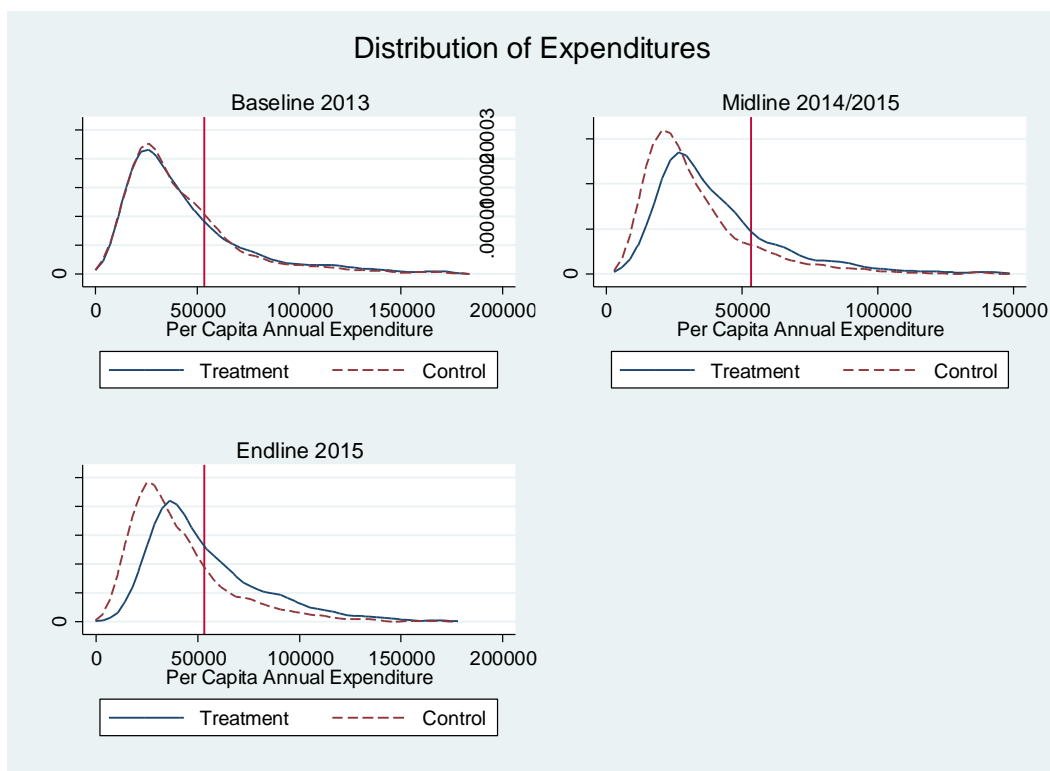 Distribution of Expenditures
Baseline 2013
0
0 50000 100000 150000 200000
Per Capita Annual Expenditure
Treatment Control
Midline 2014/2015
0
0 50000 100000 150000
Per Capita Annual Expenditure
Treatment Control
Endline 2015
0
0 50000 100000 150000 200000
Per Capita Annual Expenditure
Treatment Control